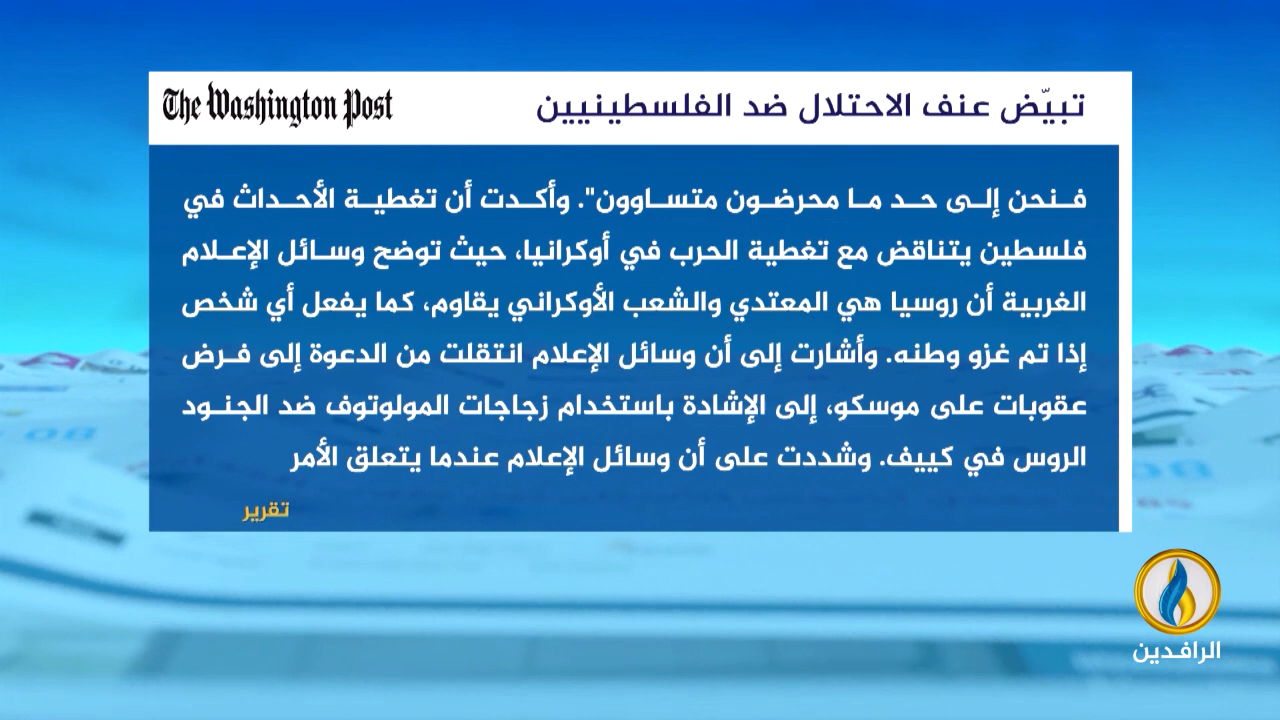 The Washington Post
تبيّض عنف الاحتلال ضد الفلسطينيين
فـنحن إلـى حـد مـا محرضـون متسـاوون". وأكـدت أن تغطيـة الأحـداث في
فلسطين يتناقض مع تغطية الحرب في أوكرانيا، حيث توضح وسـائل الإعـلام
الغربية أن روسيا هي المعتدي والشعب الأوكراني يقاوم، كما يفعل أي شخص
إذا تم غزو وطنه. وأشارت إلى أن وسائل الإعلام انتقلت من الدعوة إلى فـرض
عقوبات على موسكو، إلى الإشادة باستخدام زجاجات المولوتوف ضد الجنـود
الروس في كييف. وشددت على أن وسائل الإعلام عندما يتعلق الأمر
تقرير
الرافـدين